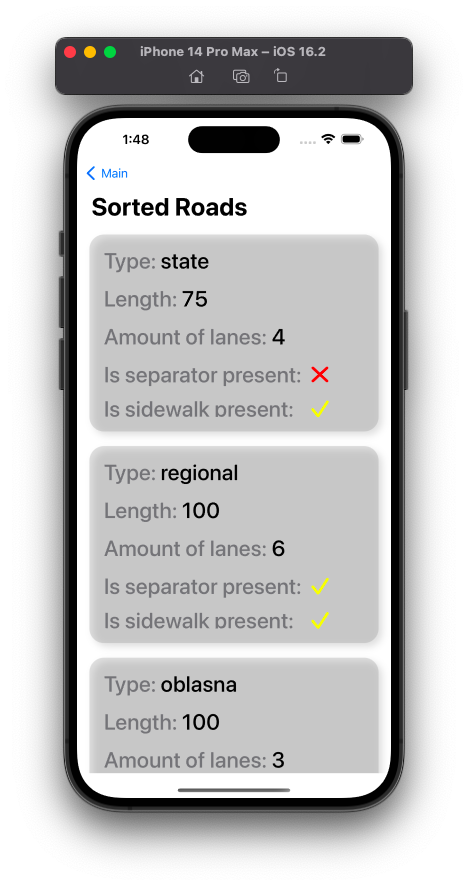 iPhone 14 Pro Max – iOS 16.2
1:48
Main
Sorted Roads
Type: state
Length: 75
Amount of lanes: 4
Is separator present:
Is sidewalk present:
Type: regional
Length: 100
Amount of lanes: 6
Is separator present:
Is sidewalk present:
Type: oblasna
Length: 100
Amount of lanes: 3